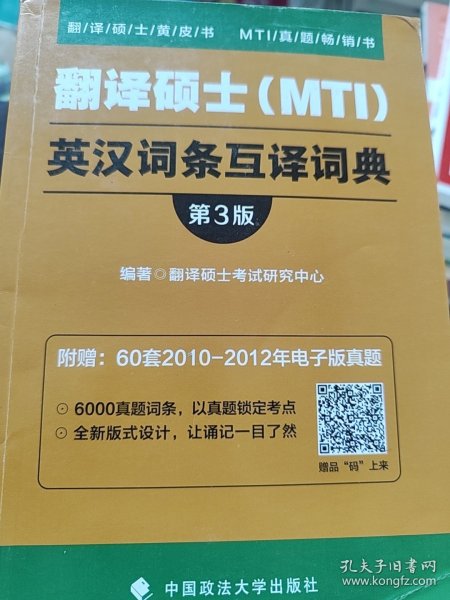 翻/译/硕/士/黄/皮/书 MTI/真/题/畅/销/书
翻译硕士(MTI)
英汉词条互译词典
第3版
编著◎翻译硕士考试研究中心
附赠：60套2010-2012年电子版真题
⊙ 6000真题词条，以真题锁定考点
⊙ 全新版式设计，让诵记一目了然
赠品“码”上来
中国政法大学出版社
孔夫子旧书网
www.kongfz.com